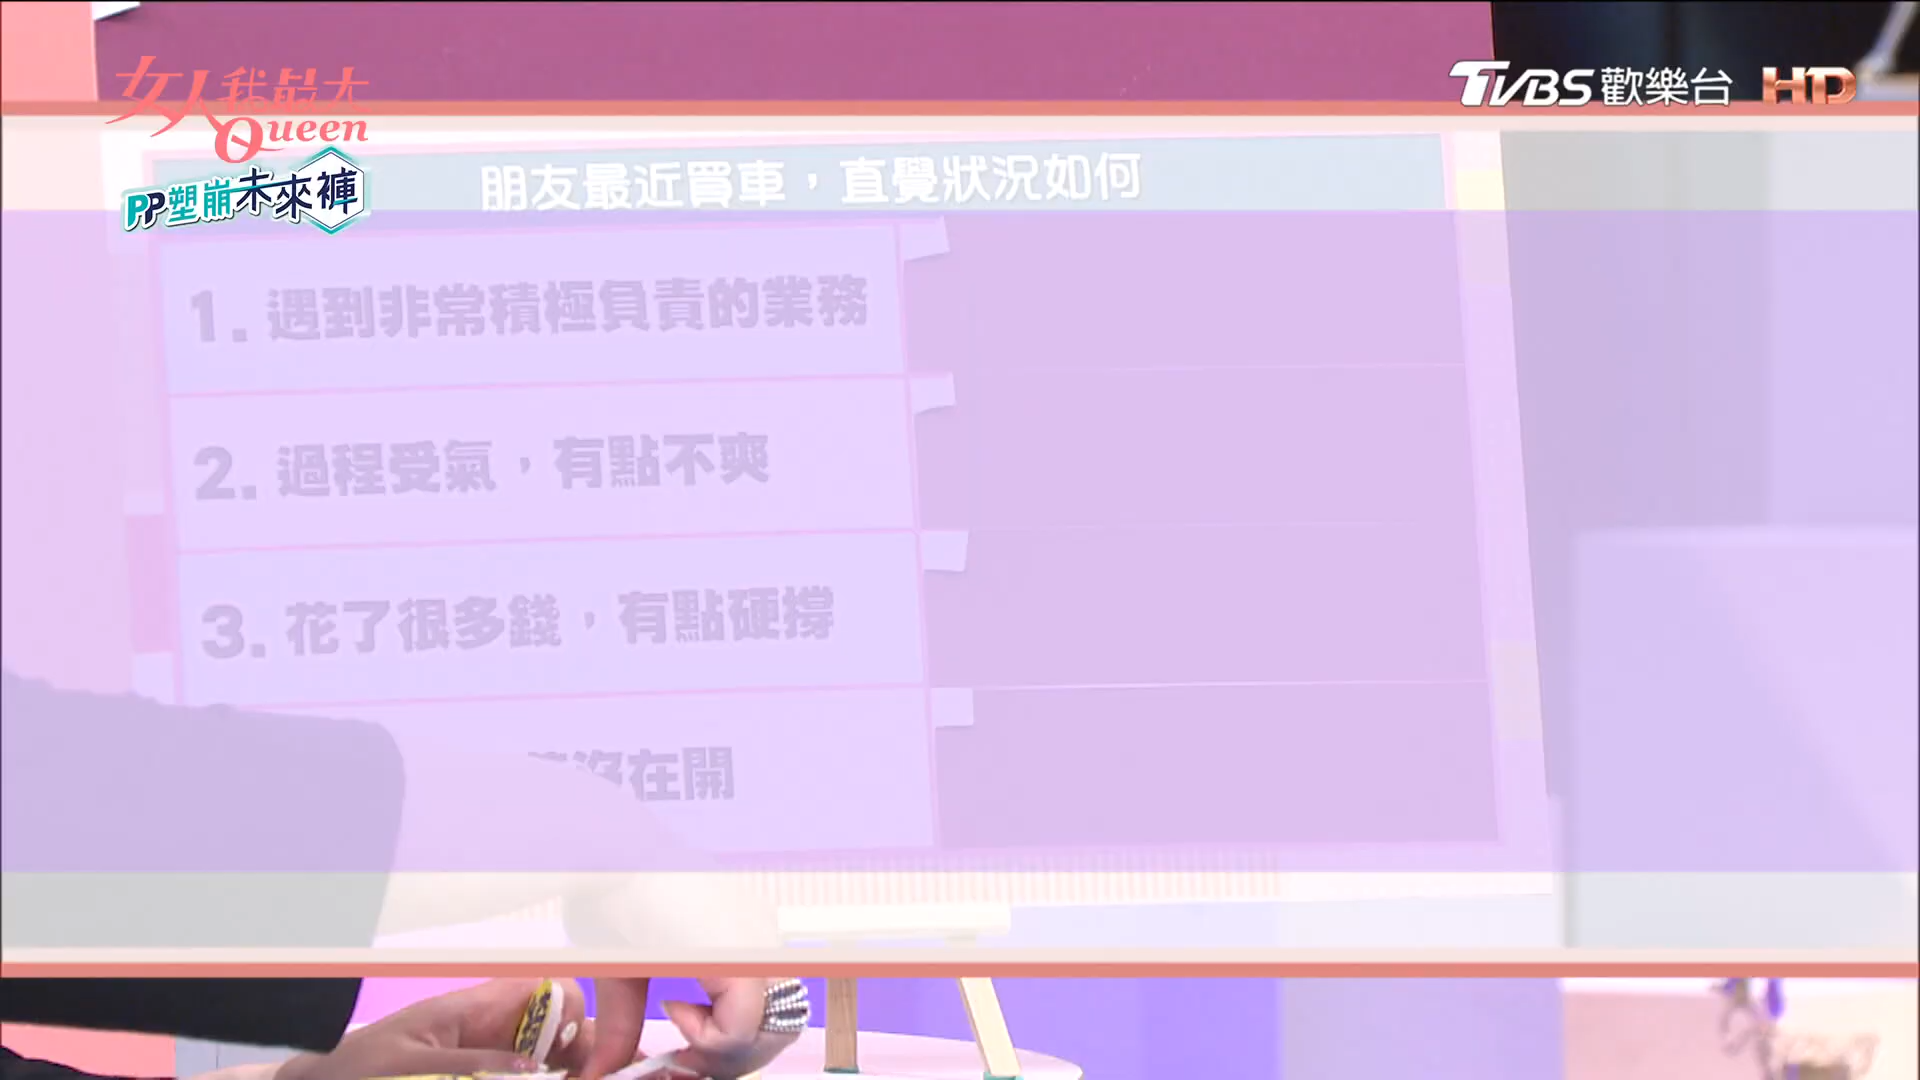 女人我最大
Queen
PP塑崩未來褲
TVBS歡樂台 HD
朋友最近買車，直覺狀況如何
1. 遇到非常積極負責的業務
2. 過程受氣，有點不爽
3. 花了很多錢，有點硬撐
沒在開